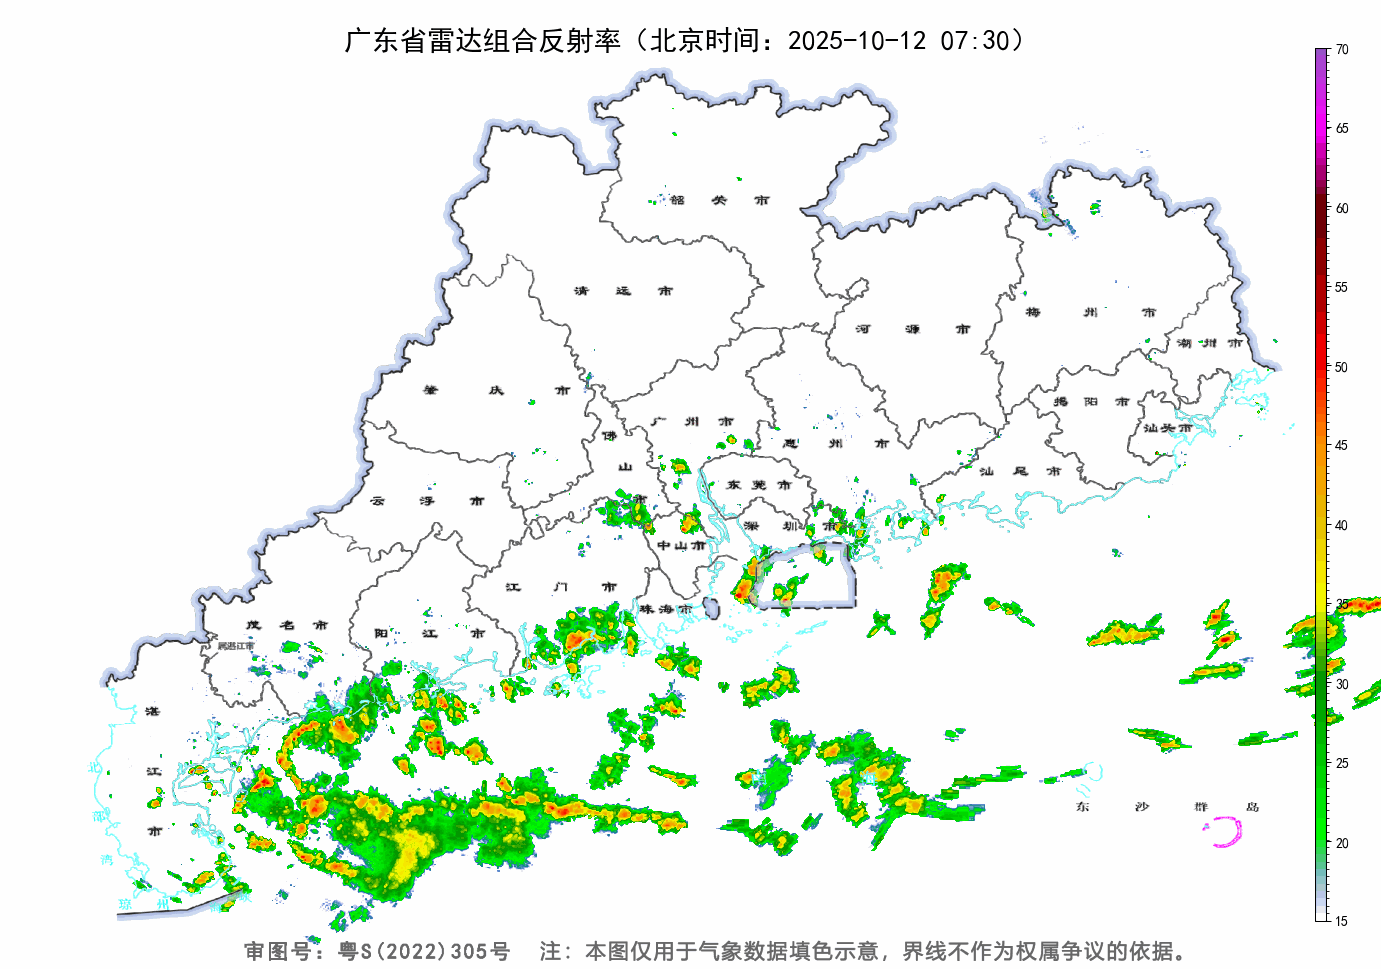 广东省雷达组合反射率（北京时间：2025-10-12 07:30）
70
65
60
55
50
45
40
35
30
25
20
15
韶关市
清远市
河源市
梅州市
潮州市
肇庆市
广州市
惠州市
揭阳市
汕头市
佛山市
云浮市
东莞市
汕尾市
深圳市
中山市
江门市
珠海市
茂名市
阳江市
属湛江市
湛江市
北部湾
琼州
东沙群岛
审图号：粤S(2022)305号 注：本图仅用于气象数据填色示意，界线不作为权属争议的依据。